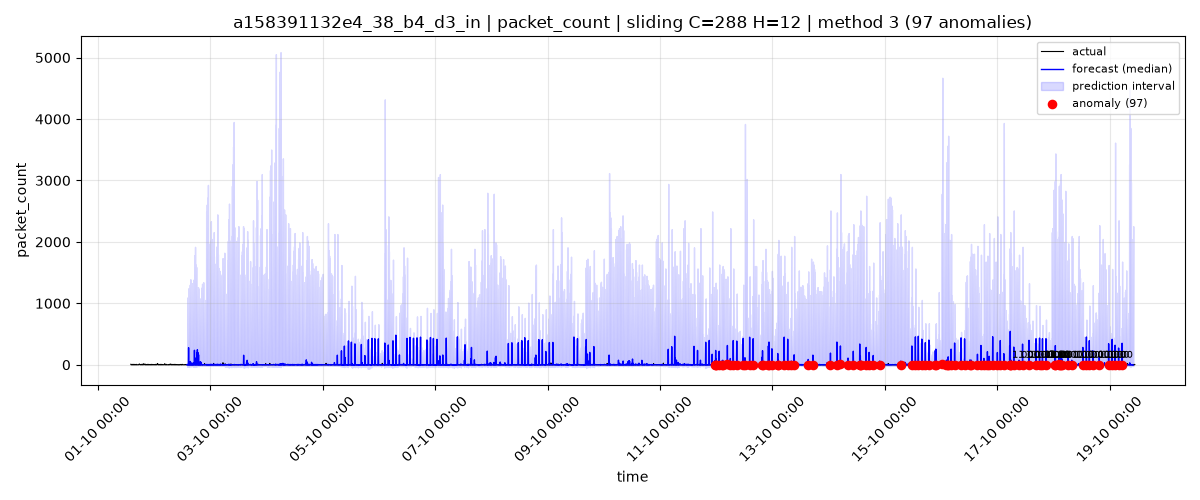 a158391132e4_38_b4_d3_in | packet_count | sliding C=288 H=12 | method 3 (97 anomalies)
packet_count
5000
4000
3000
2000
1000
0
actual
forecast (median)
prediction interval
anomaly (97)
01-10 00:00
03-10 00:00
05-10 00:00
07-10 00:00
09-10 00:00
11-10 00:00
13-10 00:00
15-10 00:00
17-10 00:00
19-10 00:00
time